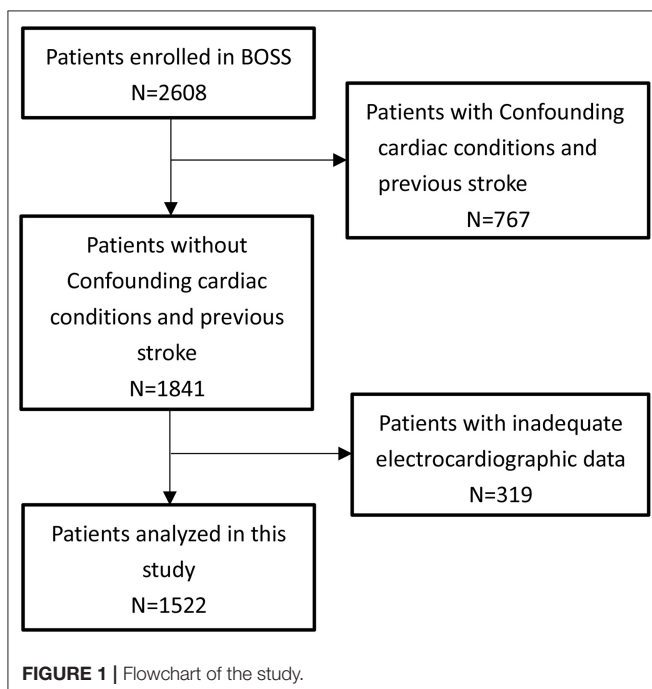 Patients enrolled in BOSS
N=2608
Patients with Confounding
cardiac conditions and
previous stroke
N=767
Patients without
Confounding cardiac
conditions and previous
stroke
N=1841
Patients with inadequate
electrocardiographic data
N=319
Patients analyzed in this
study
N=1522
FIGURE 1 | Flowchart of the study.